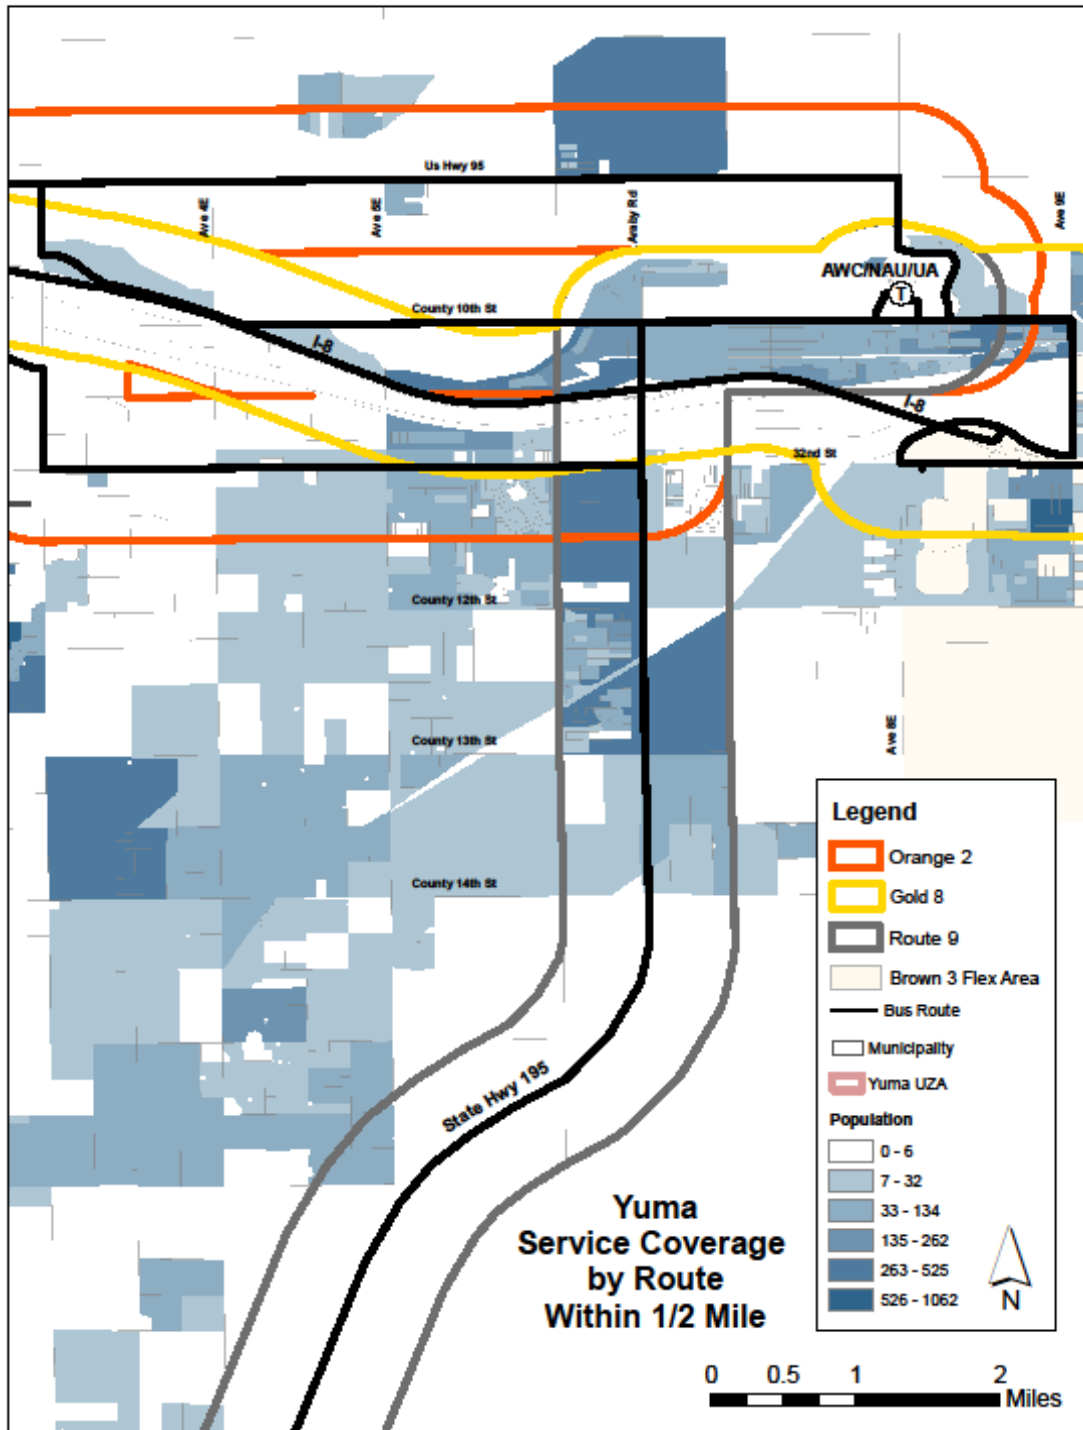 Us Hwy 95
Ave 4E
Ave 5E
Araby Rd
Ave 9E
AWC/NAU/UA
T
County 10th St
I-8
I-8
32nd St
County 12th St
County 13th St
Ave 8E
County 14th St
State Hwy 195
Legend
Orange 2
Gold 8
Route 9
Brown 3 Flex Area
Bus Route
Municipality
Yuma UZA
Population
0 - 6
7 - 32
33 - 134
135 - 262
263 - 525
526 - 1062
N
Yuma
Service Coverage
by Route
Within 1/2 Mile
0 0.5 1 2
Miles